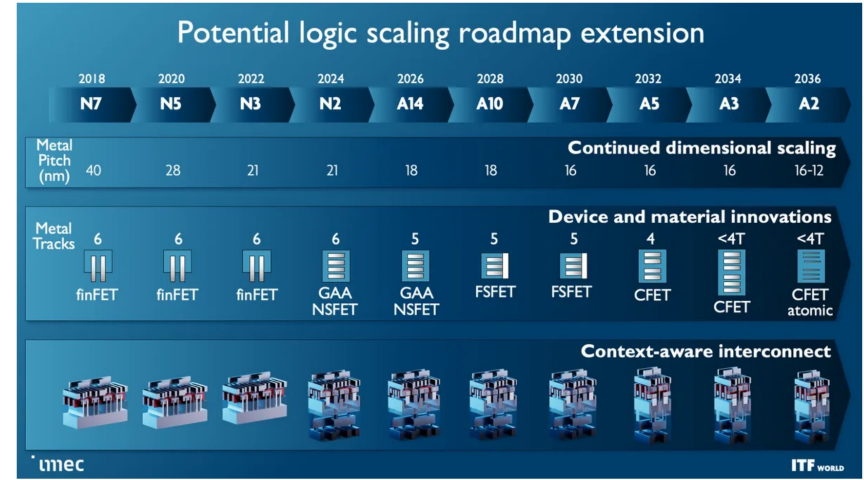 Potential logic scaling roadmap extension
2018 2020 2022 2024 2026 2028 2030 2032 2034 2036
N7 N5 N3 N2 A14 A10 A7 A5 A3 A2
Continued dimensional scaling
Metal
Pitch
(nm) 40 28 21 21 18 18 16 16 16 16-12
Device and material innovations
Metal
Tracks 6 6 6 6 5 5 5 4 <4T <4T
finFET finFET finFET GAA NSFET GAA NSFET FSFET FSFET CFET CFET CFET atomic
Context-aware interconnect
imec
ITF WORLD